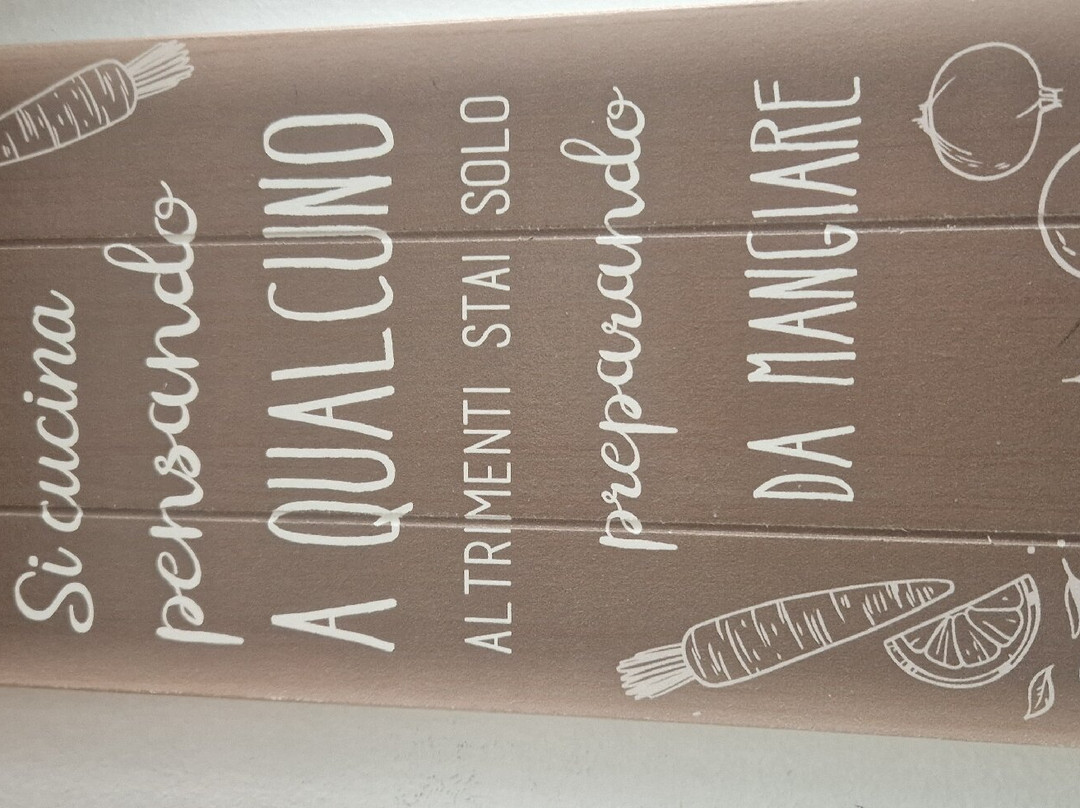 Si cucina
pensando
A QUALCUNO
ALTRIMENTI STAI SOLO
preparando
DA MANGIARE